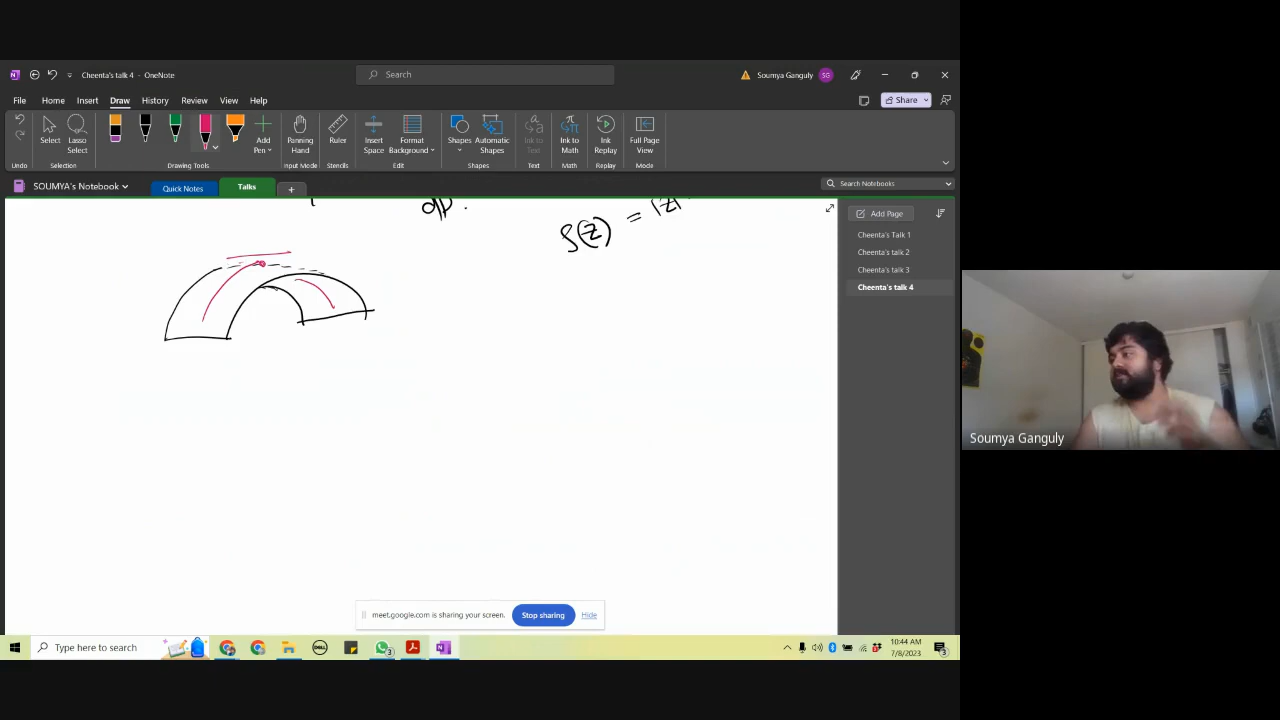 Cheenta's talk 4 - OneNote
Search
Soumya Ganguly SG
File Home Insert Draw History Review View Help
Share
Undo
Select
Lasso Select
Add Pen
Panning Hand
Ruler
Insert Space
Format Background
Shapes
Automatic Shapes
Ink to Text
Ink to Math
Ink Replay
Full Page View
Selection Drawing Tools Input Mode Stencils Edit Shapes Text Math Replay Mode
SOUMYA's Notebook
Quick Notes
Talks
+
Search Notebooks
Add Page
Cheenta's Talk 1
Cheenta's talk 2
Cheenta's talk 3
Cheenta's talk 4
(z) = |z|
meet.google.com is sharing your screen.
Stop sharing
Hide
Soumya Ganguly
Type here to search
DELL
3
10:44 AM
7/8/2023
3